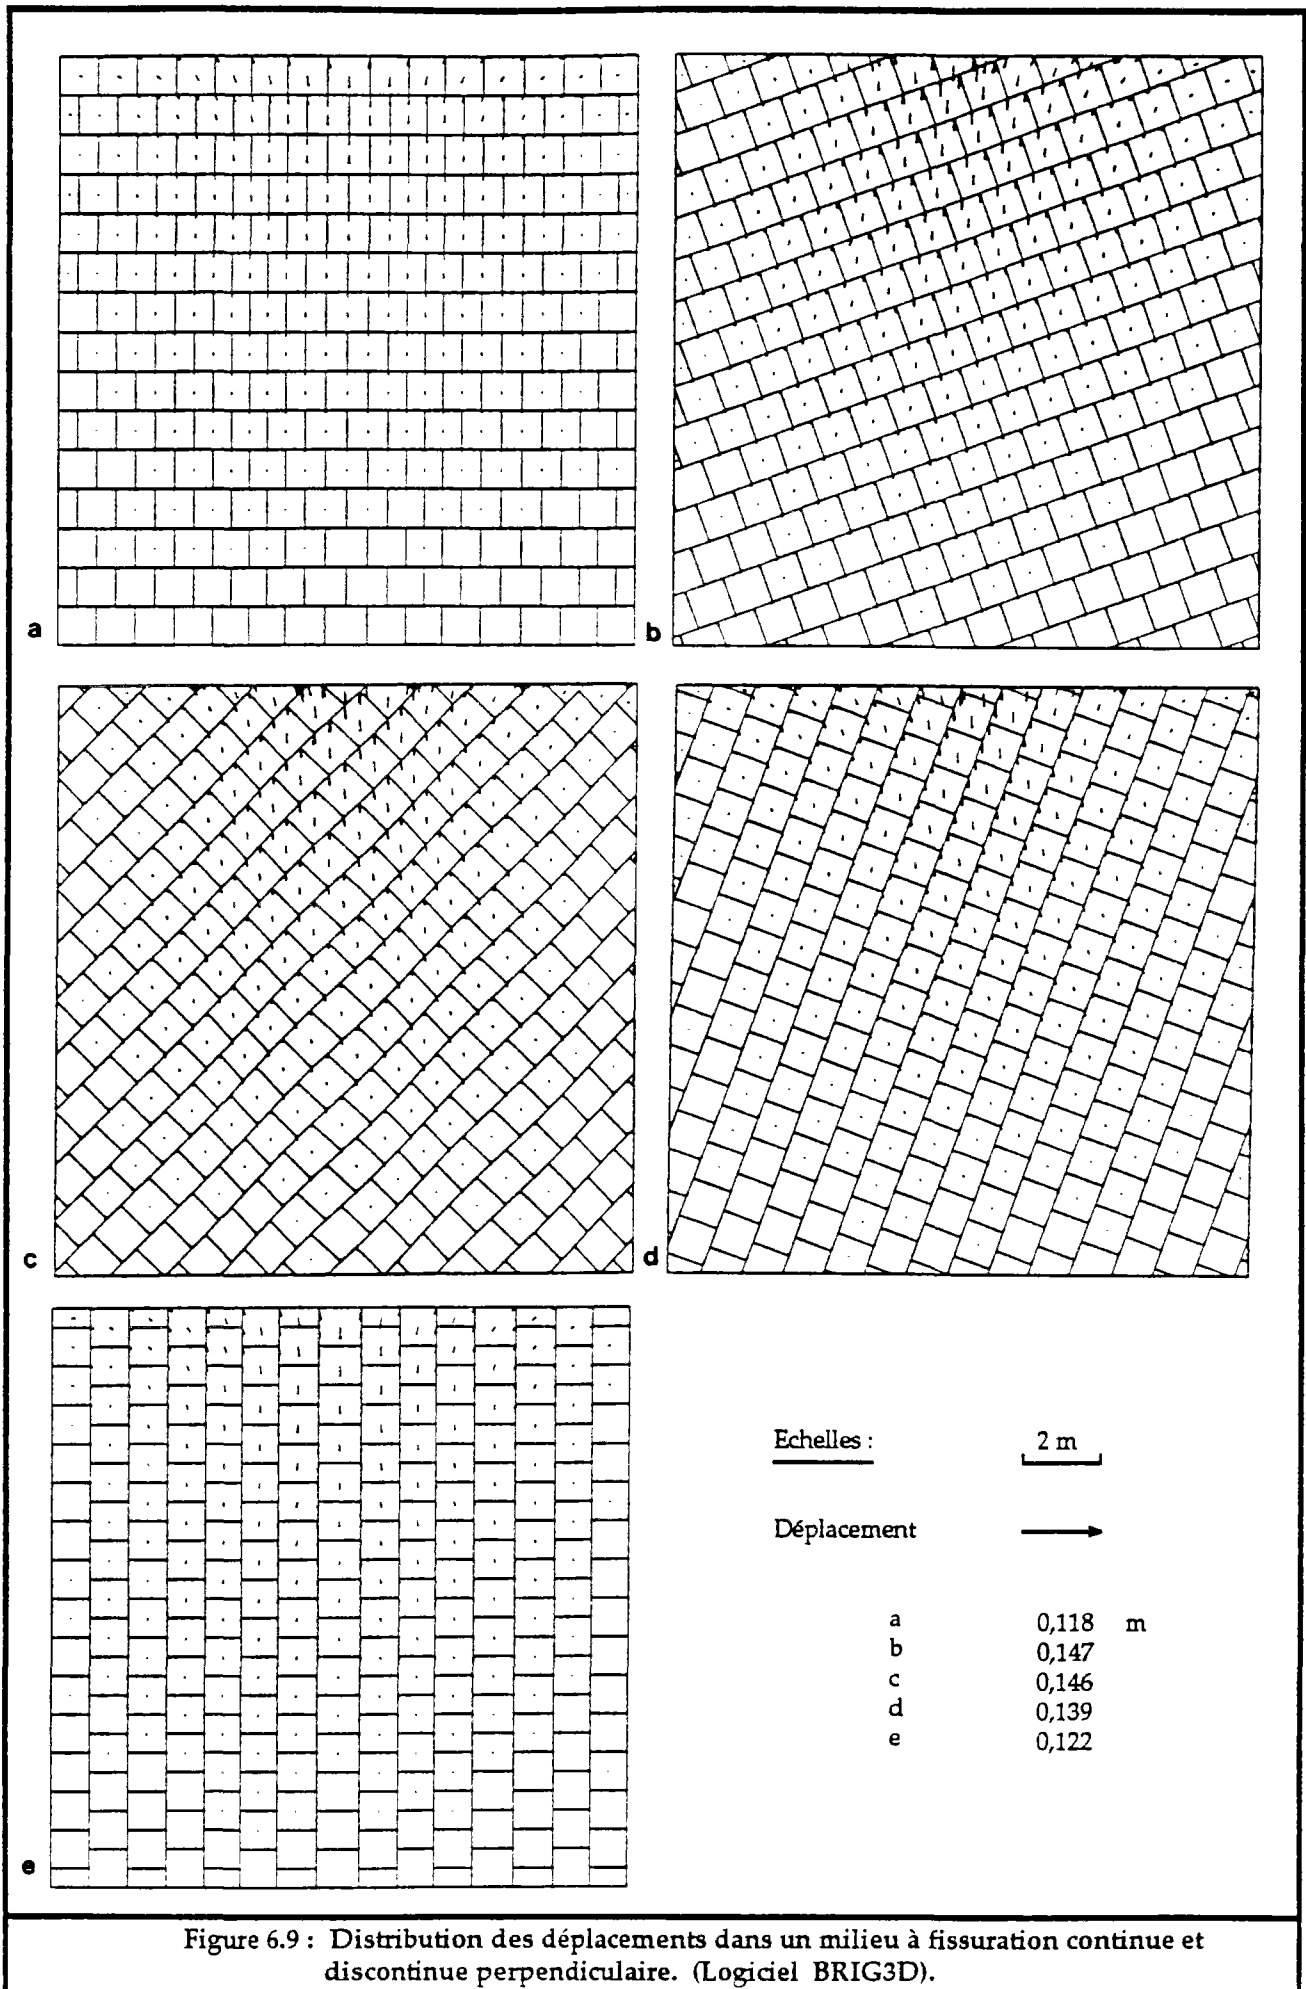 a
b
c
d
e
Echelles :
2 m
Déplacement
a 0,118 m
b 0,147
c 0,146
d 0,139
e 0,122
Figure 6.9 : Distribution des déplacements dans un milieu à fissuration continue et
discontinue perpendiculaire. (Logiciel BRIG3D).